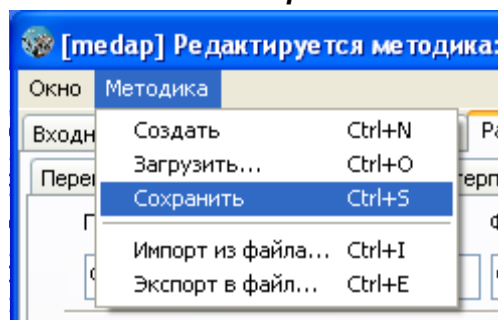 [medap] Редактируется методика:
Окно Методика
Создать Ctrl+N
Загрузить... Ctrl+O
Сохранить Ctrl+S
Импорт из файла... Ctrl+I
Экспорт в файл... Ctrl+E